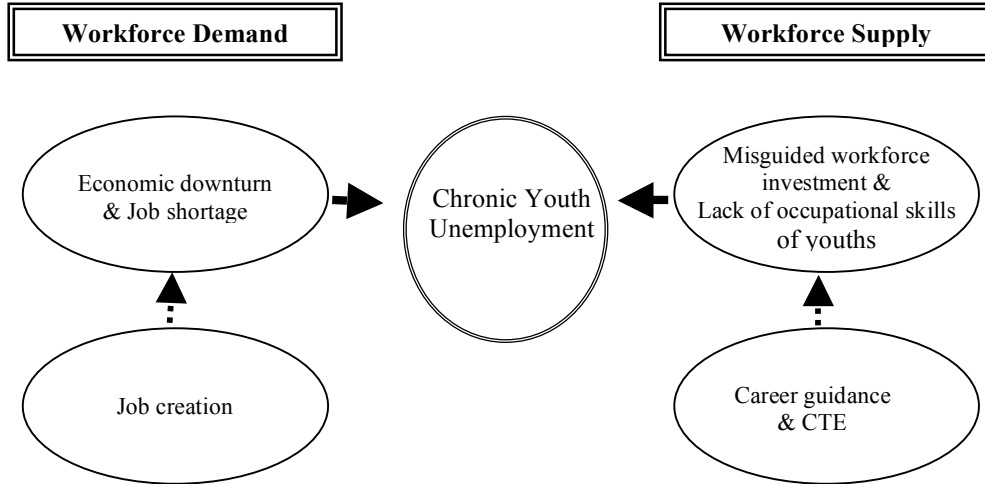 Workforce Demand
Workforce Supply
Economic downturn
& Job shortage
Chronic Youth
Unemployment
Misguided workforce
investment &
Lack of occupational skills
of youths
Job creation
Career guidance
& CTE